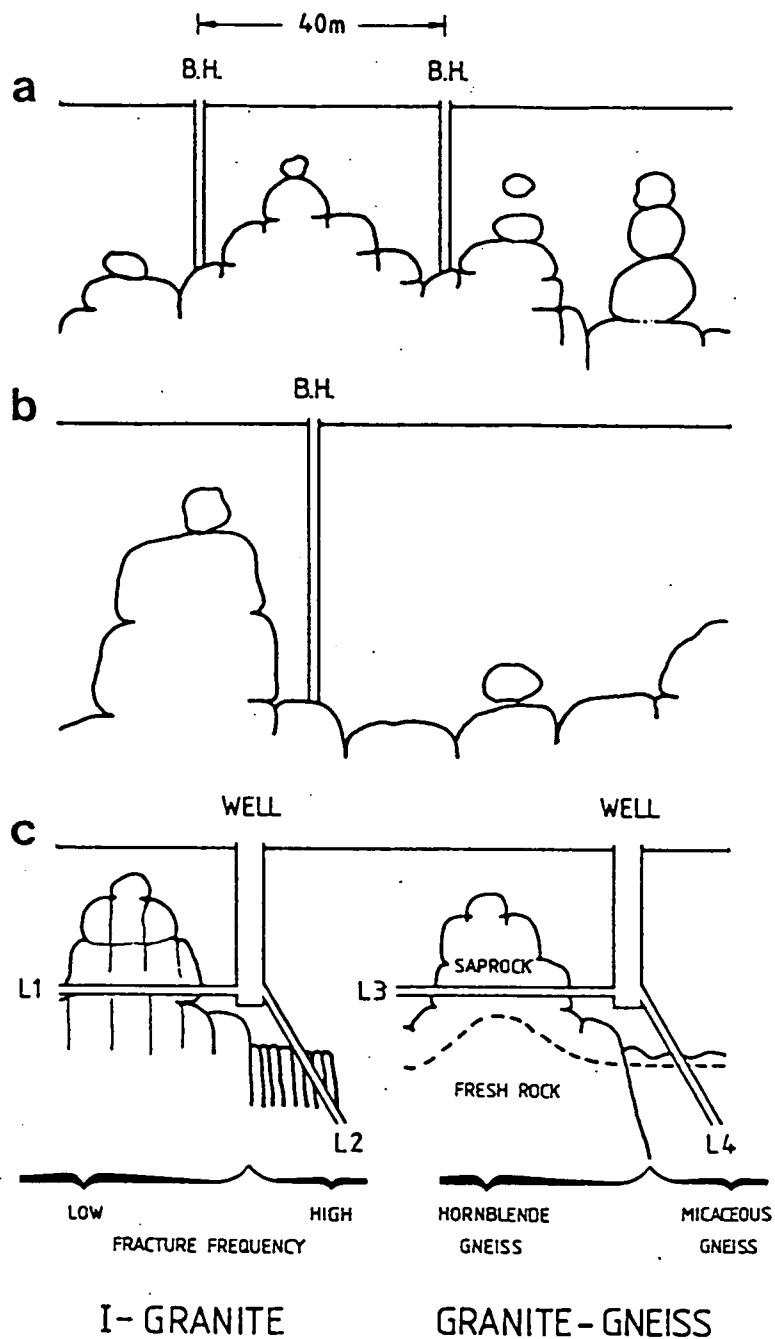 40m
B.H. B.H.
a
B.H.
b
WELL WELL
c
SAPROCK
L1 L3
FRESH ROCK
L2 L4
LOW HIGH HORNBLENDE MICACEOUS
FRACTURE FREQUENCY GNEISS GNEISS
I-GRANITE GRANITE-GNEISS